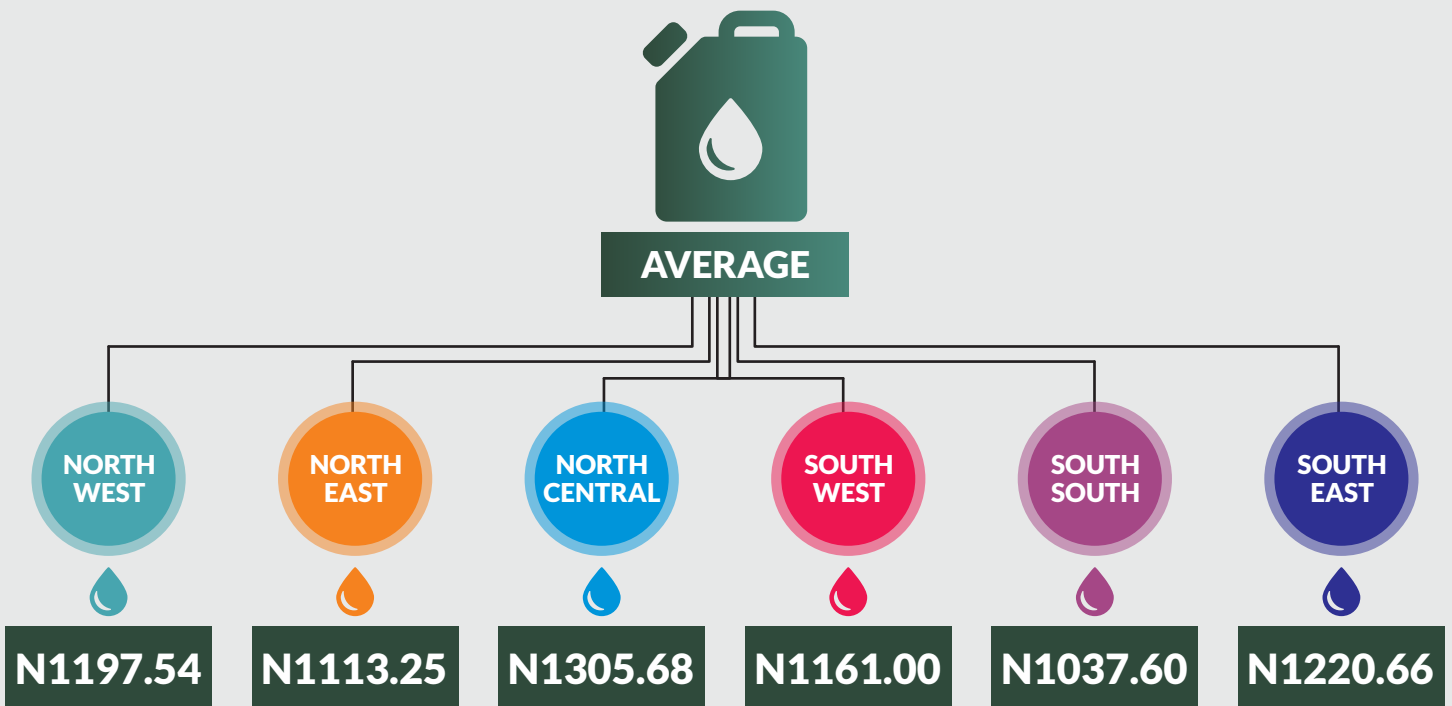 AVERAGE
NORTH
WEST
NORTH
EAST
NORTH
CENTRAL
SOUTH
WEST
SOUTH
SOUTH
SOUTH
EAST
N1197.54
N1113.25
N1305.68
N1161.00
N1037.60
N1220.66